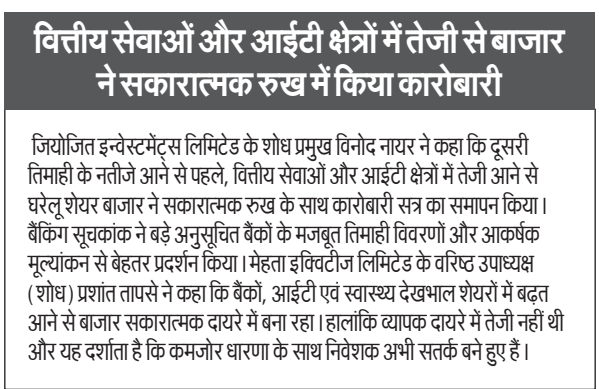 वित्तीय सेवाओं और आईटी क्षेत्रों में तेजी से बाजार
ने सकारात्मक रुख में किया कारोबारी
जियोजित इन्वेस्टमेंट्स लिमिटेड के शोध प्रमुख विनोद नायर ने कहा कि दूसरी
तिमाही के नतीजे आने से पहले, वित्तीय सेवाओं और आईटी क्षेत्रों में तेजी आने से
घरेलू शेयर बाजार ने सकारात्मक रुख के साथ कारोबारी सत्र का समापन किया।
बैंकिंग सूचकांक ने बड़े अनुसूचित बैंकों के मजबूत तिमाही विवरणों और आकर्षक
मूल्यांकन से बेहतर प्रदर्शन किया। मेहता इक्विटीज लिमिटेड के वरिष्ठ उपाध्यक्ष
(शोध) प्रशांत तापसे ने कहा कि बैंकों, आईटी एवं स्वास्थ्य देखभाल शेयरों में बढ़त
आने से बाजार सकारात्मक दायरे में बना रहा। हालांकि व्यापक दायरे में तेजी नहीं थी
और यह दर्शाता है कि कमजोर धारणा के साथ निवेशक अभी सतर्क बने हुए हैं।